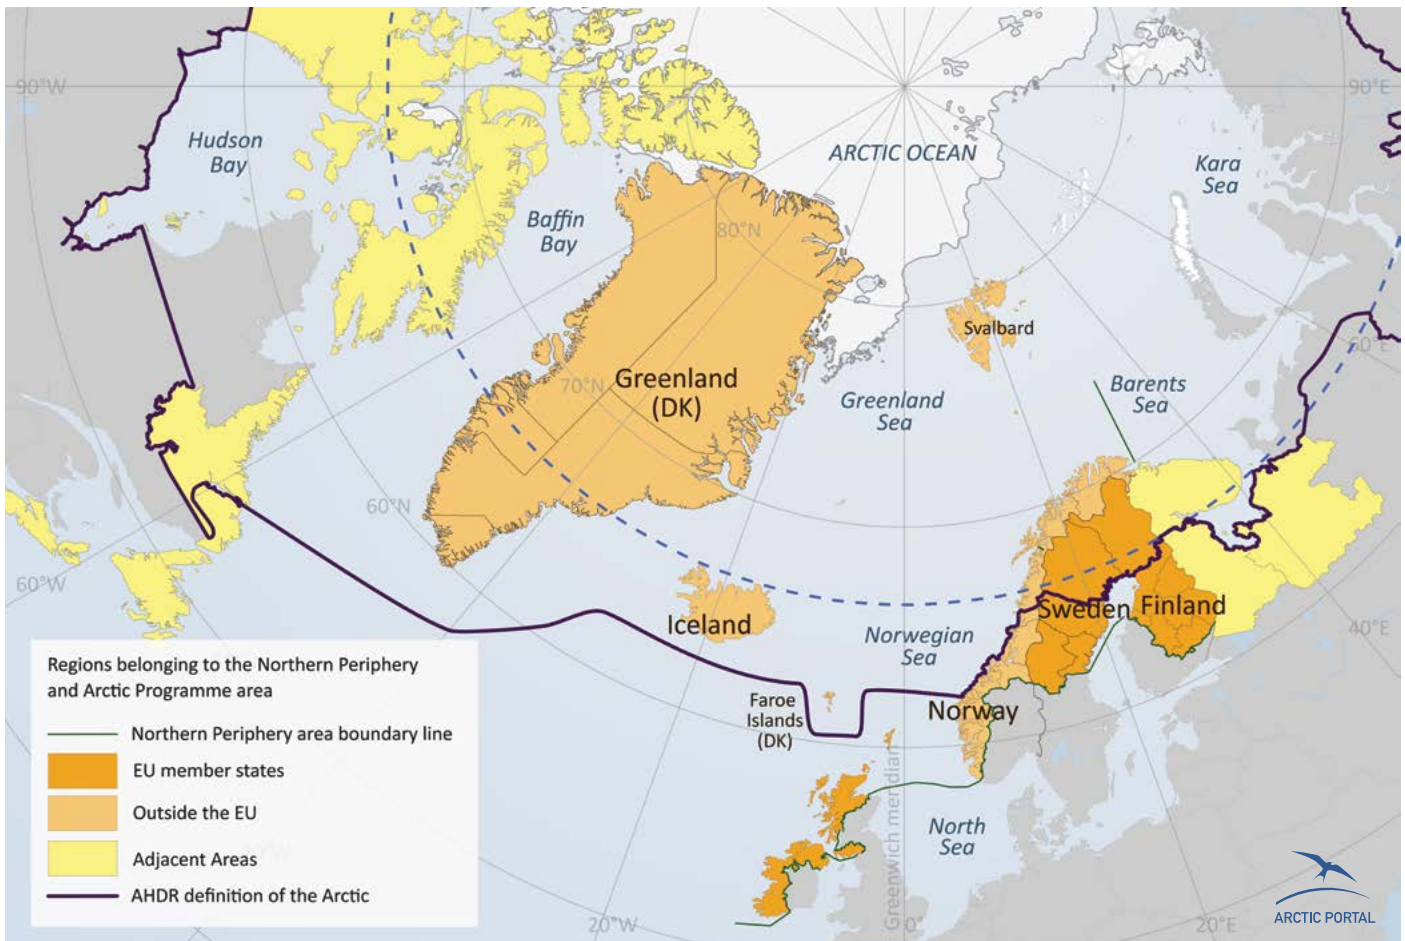 90°W
Hudson
Bay
ARCTIC OCEAN
Kara
Sea
90°E
Baffin
Bay
80°N
Svalbard
60°E
70°N
Greenland
(DK)
Greenland
Sea
Barents
Sea
60°N
60°W
Iceland
Norwegian
Sea
Sweden
Finland
40°E
Faroe
Islands
(DK)
Norway
Greenwich meridian
North
Sea
20°W
0°
20°E
Regions belonging to the Northern Periphery
and Arctic Programme area
Northern Periphery area boundary line
EU member states
Outside the EU
Adjacent Areas
AHDR definition of the Arctic
ARCTIC PORTAL